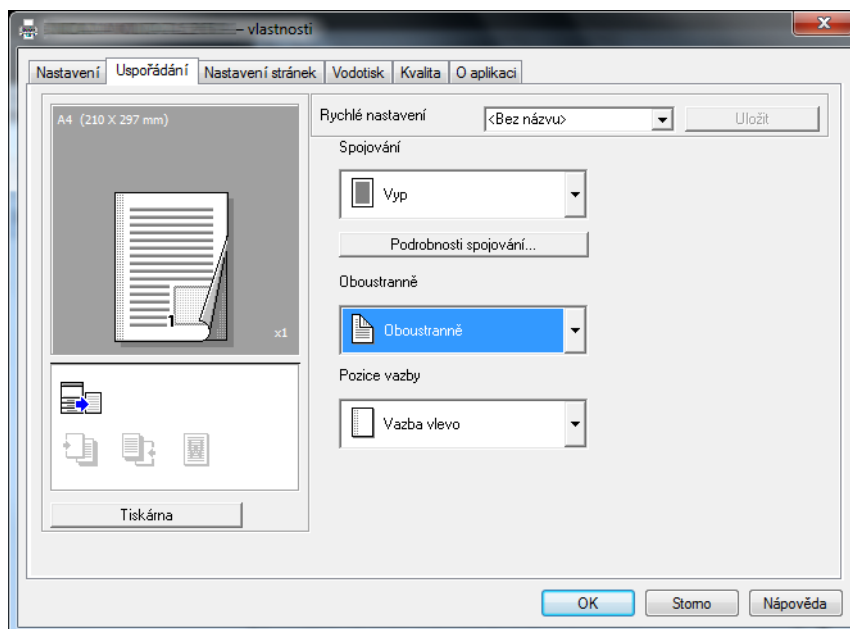 – vlastnosti
Nastavení
Uspořádání
Nastavení stránek
Vodotisk
Kvalita
O aplikaci
A4 (210 X 297 mm)
1
x1
Tiskárna
Rychlé nastavení
<Bez názvu>
Uložit
Spojování
Vyp
Podrobnosti spojování...
Oboustranně
Oboustranně
Pozice vazby
Vazba vlevo
OK
Storno
Nápověda